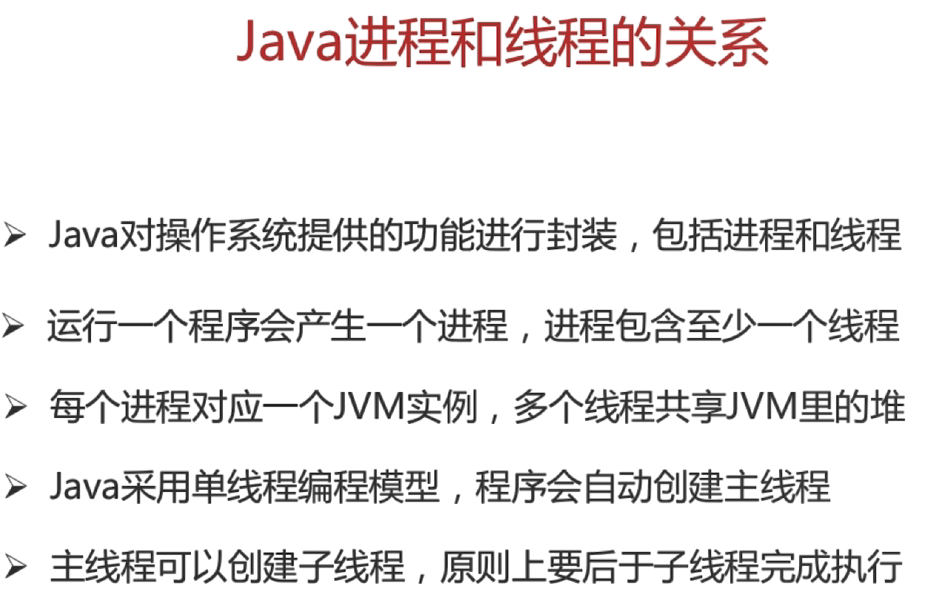 Java进程和线程的关系
➢ Java对操作系统提供的功能进行封装，包括进程和线程
➢ 运行一个程序会产生一个进程，进程包含至少一个线程
➢ 每个进程对应一个JVM实例，多个线程共享JVM里的堆
➢ Java采用单线程编程模型，程序会自动创建主线程
➢ 主线程可以创建子线程，原则上要后于子线程完成执行